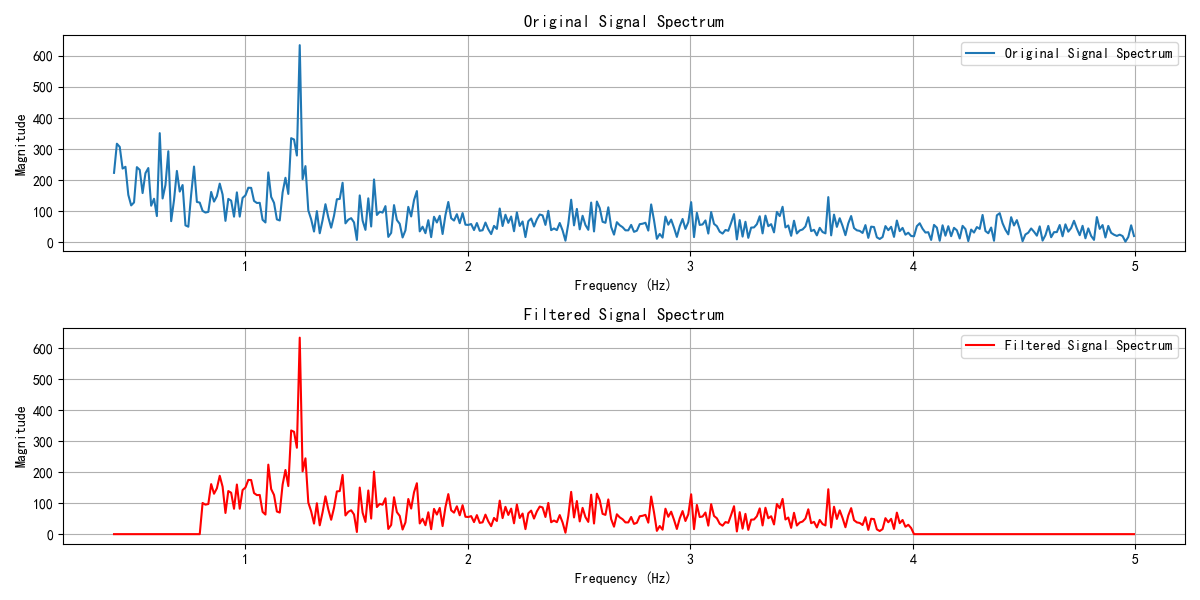 Original Signal Spectrum
Original Signal Spectrum
Magnitude
600
500
400
300
200
100
0
1 2 3 4 5
Frequency (Hz)
Filtered Signal Spectrum
Filtered Signal Spectrum
Magnitude
600
500
400
300
200
100
0
1 2 3 4 5
Frequency (Hz)